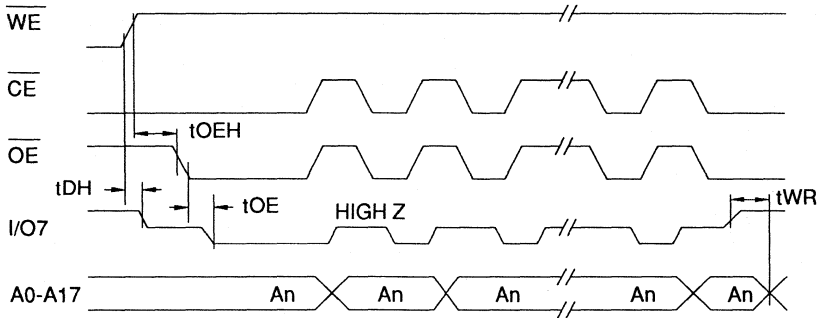 WE
CE
tOEH
OE
tDH
tOE
HIGH Z
tWR
I/O7
A0-A17
An
An
An
An
An